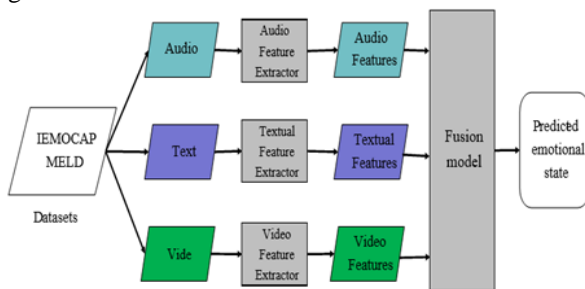 IEMOCAP
MELD
Datasets
Audio
Audio
Feature
Extractor
Audio
Features
Text
Textual
Feature
Extractor
Textual
Features
Vide
Video
Feature
Extractor
Video
Features
Fusion
model
Predicted
emotional
state